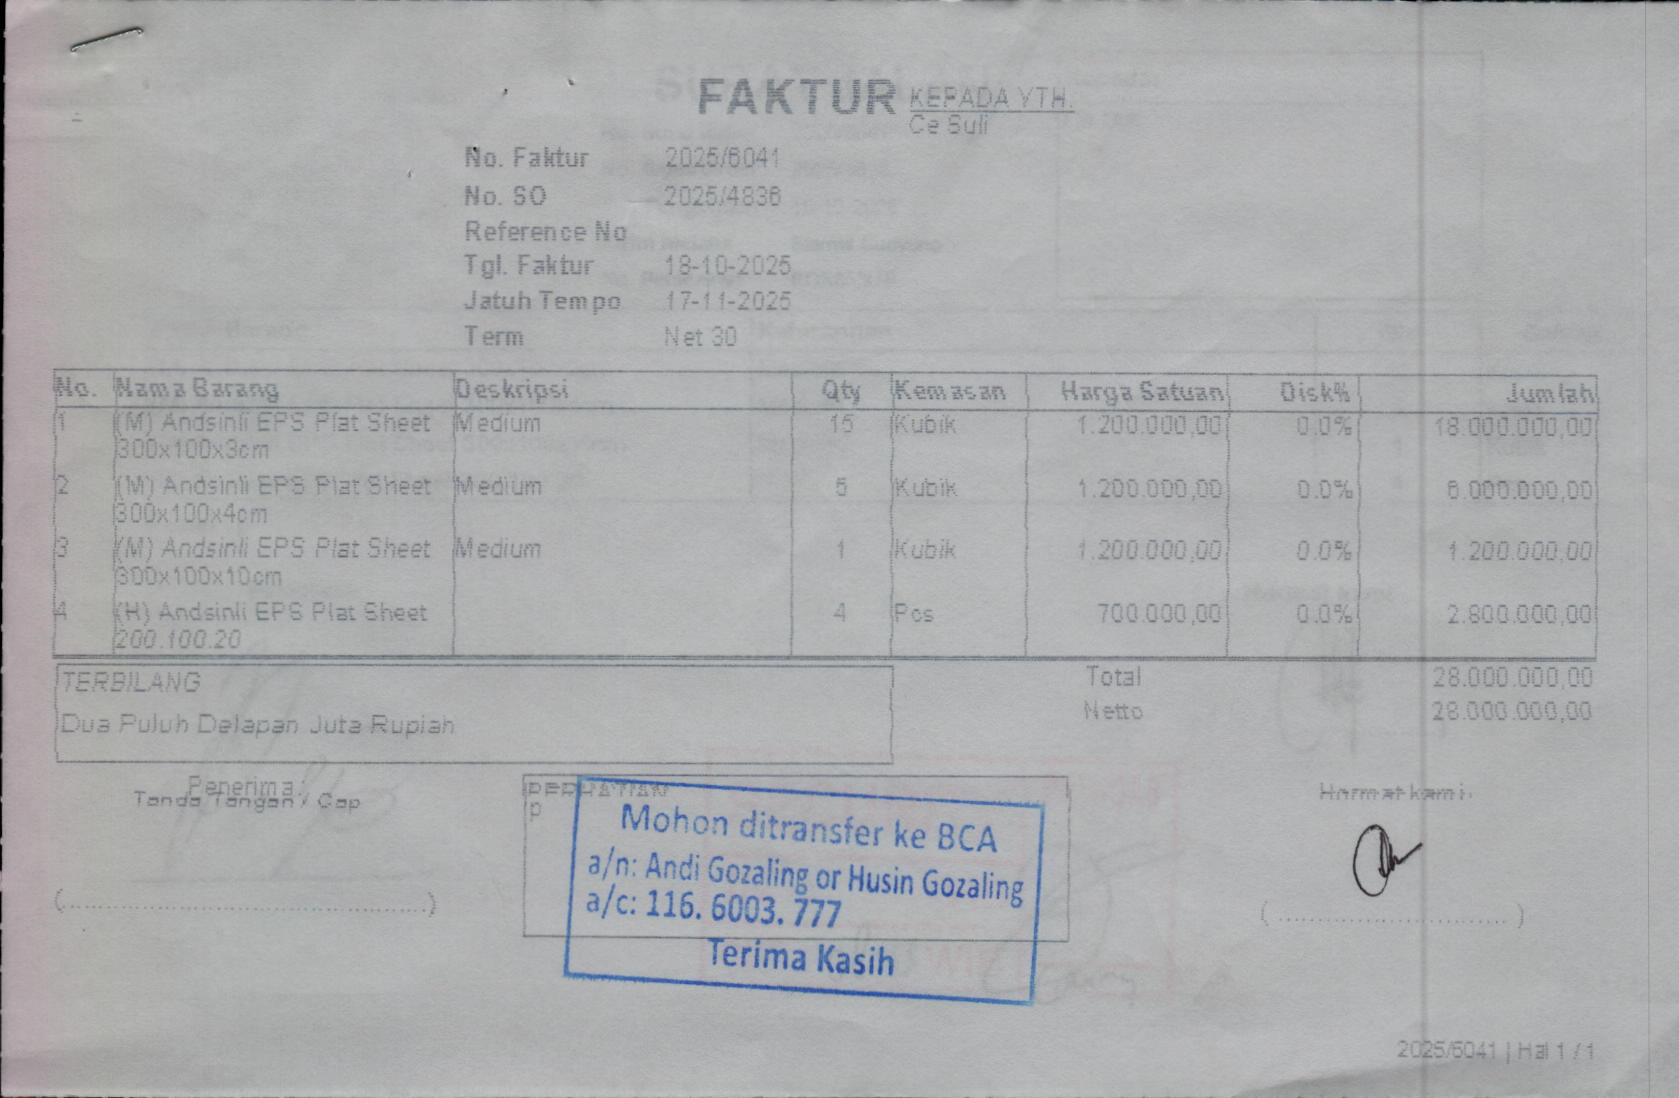 FAKTUR
KEPADA YTH.
Ce Suli
No. Faktur 2025/6041
No. SO 2025/4836
Reference No
Tgl. Faktur 18-10-2025
Jatuh Tempo 17-11-2025
Term Net 30
No. Nama Barang Deskripsi Qty Kemasan Harga Satuan Disk% Jumlah
1 (M) Andsinli EPS Plat Sheet Medium 15 Kubik 1.200.000,00 0.0% 18.000.000,00
300x100x3cm
2 (M) Andsinli EPS Plat Sheet Medium 5 Kubik 1.200.000,00 0.0% 6.000.000,00
300x100x4cm
3 (M) Andsinli EPS Plat Sheet Medium 1 Kubik 1.200.000,00 0.0% 1.200.000,00
300x100x10cm
4 (H) Andsinli EPS Plat Sheet 4 Pcs 700.000,00 0.0% 2.800.000,00
200.100.20
TERBILANG
Dua Puluh Delapan Juta Rupiah
Total 28.000.000,00
Netto 28.000.000,00
Penerima:
Tanda Tangan / Cap
PERHATIAN
P
Mohon ditransfer ke BCA
a/n: Andi Gozaling or Husin Gozaling
a/c: 116. 6003. 777
Terima Kasih
Hormat kami:
2025/6041 | Hal 1 / 1